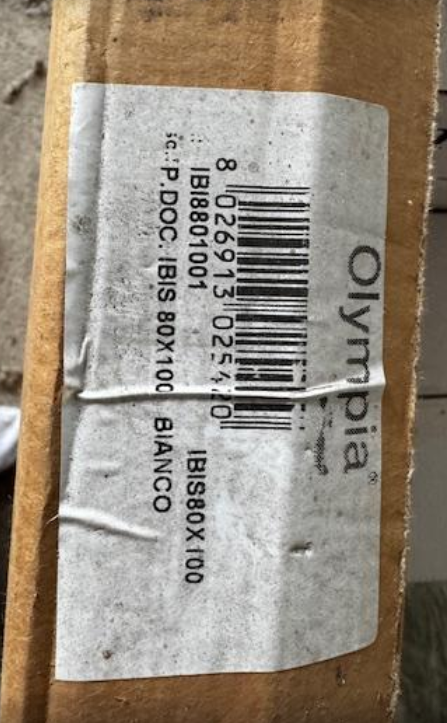 Olympia®
8 026913 025420
IBI8801001 IBIS80X100
P.DOC. IBIS 80X100 BIANCO